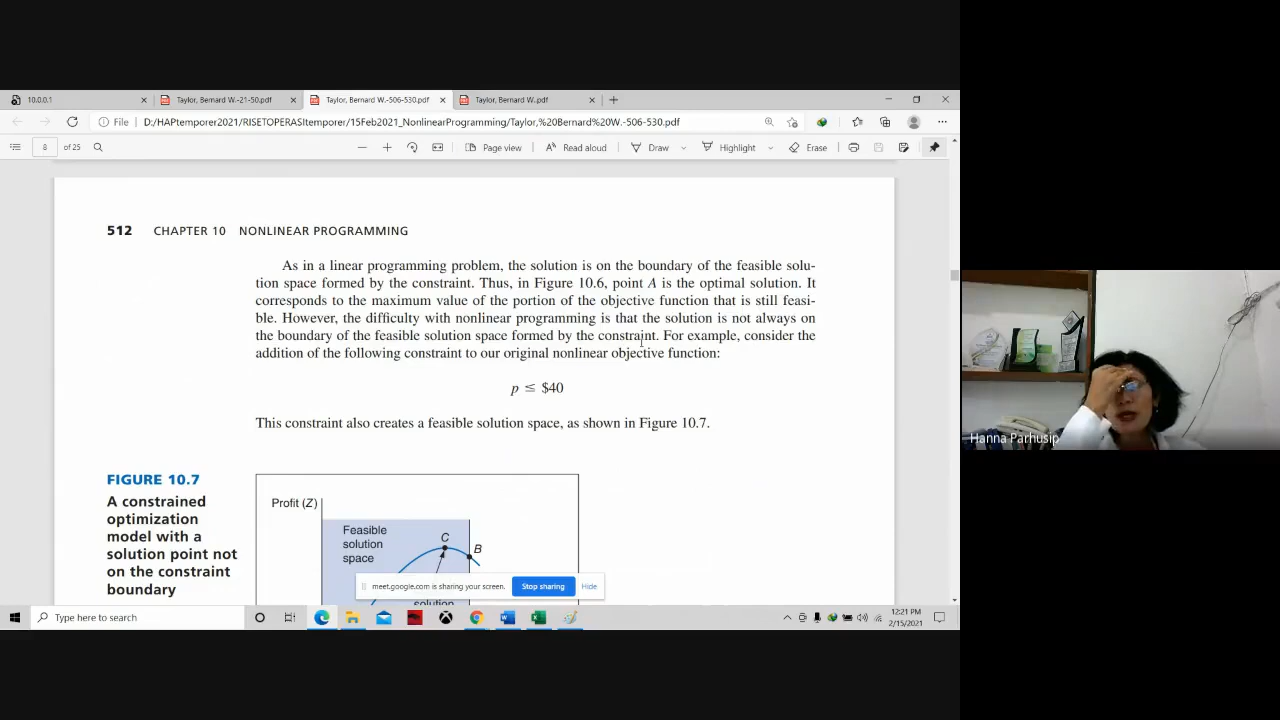 10.0.0.1
Taylor, Bernard W.-21-50.pdf
Taylor, Bernard W.-506-530.pdf
Taylor, Bernard W..pdf
File
D:/HAPtemporer2021/RISETOPERASItemporer/15Feb2021_NonlinearProgramming/Taylor,%20Bernard%20W.-506-530.pdf
8 of 25
Page view
Read aloud
Draw
Highlight
Erase
512 CHAPTER 10 NONLINEAR PROGRAMMING
As in a linear programming problem, the solution is on the boundary of the feasible solu-
tion space formed by the constraint. Thus, in Figure 10.6, point A is the optimal solution. It
corresponds to the maximum value of the portion of the objective function that is still feasi-
ble. However, the difficulty with nonlinear programming is that the solution is not always on
the boundary of the feasible solution space formed by the constraint. For example, consider the
addition of the following constraint to our original nonlinear objective function:
p ≤ $40
This constraint also creates a feasible solution space, as shown in Figure 10.7.
FIGURE 10.7
A constrained
optimization
model with a
solution point not
on the constraint
boundary
Profit (Z)
Feasible
solution
space
C
B
solution
meet.google.com is sharing your screen.
Stop sharing
Hide
Type here to search
12:21 PM
2/15/2021
Hanna Parhusip